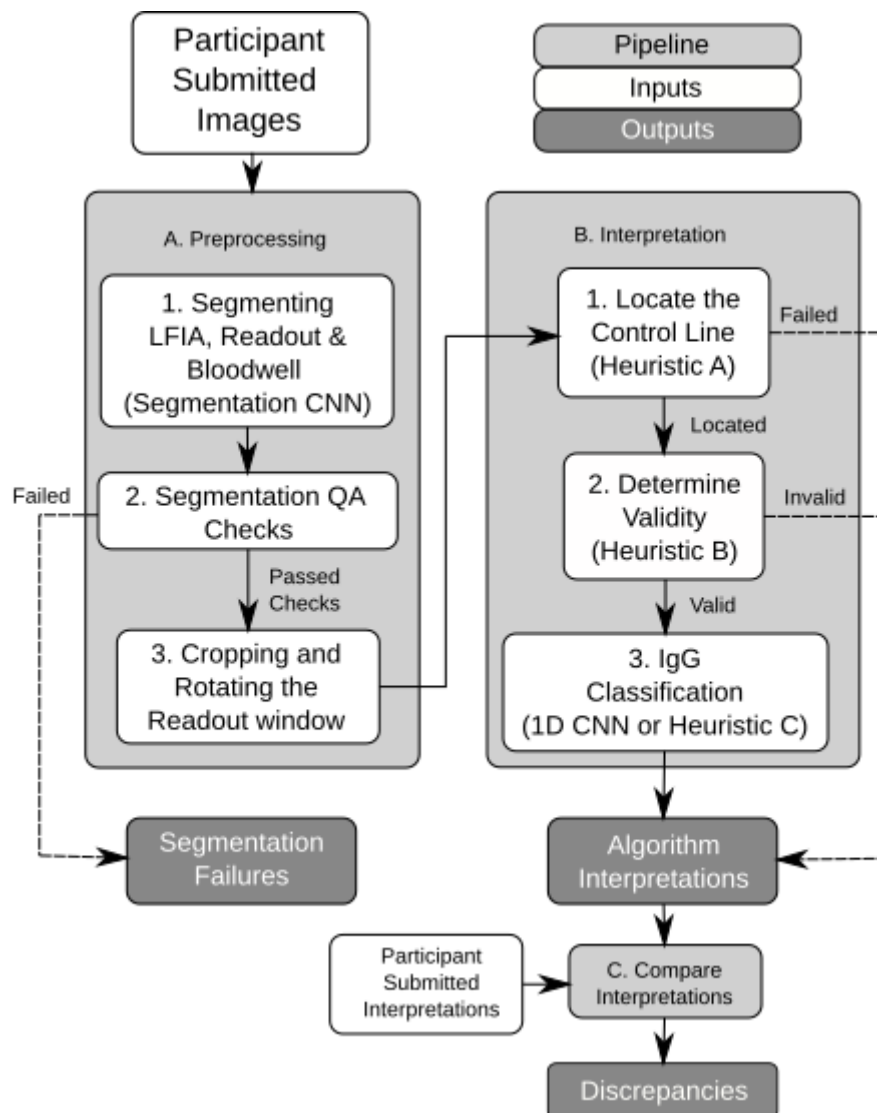 Participant
Submitted
Images
Pipeline
Inputs
Outputs
A. Preprocessing
1. Segmenting
LFIA, Readout &
Bloodwell
(Segmentation CNN)
Failed
2. Segmentation QA
Checks
Passed
Checks
3. Cropping and
Rotating the
Readout window
Segmentation
Failures
B. Interpretation
1. Locate the
Control Line
(Heuristic A)
Failed
Located
2. Determine
Validity
(Heuristic B)
Invalid
Valid
3. IgG
Classification
(1D CNN or Heuristic C)
Algorithm
Interpretations
Participant
Submitted
Interpretations
C. Compare
Interpretations
Discrepancies